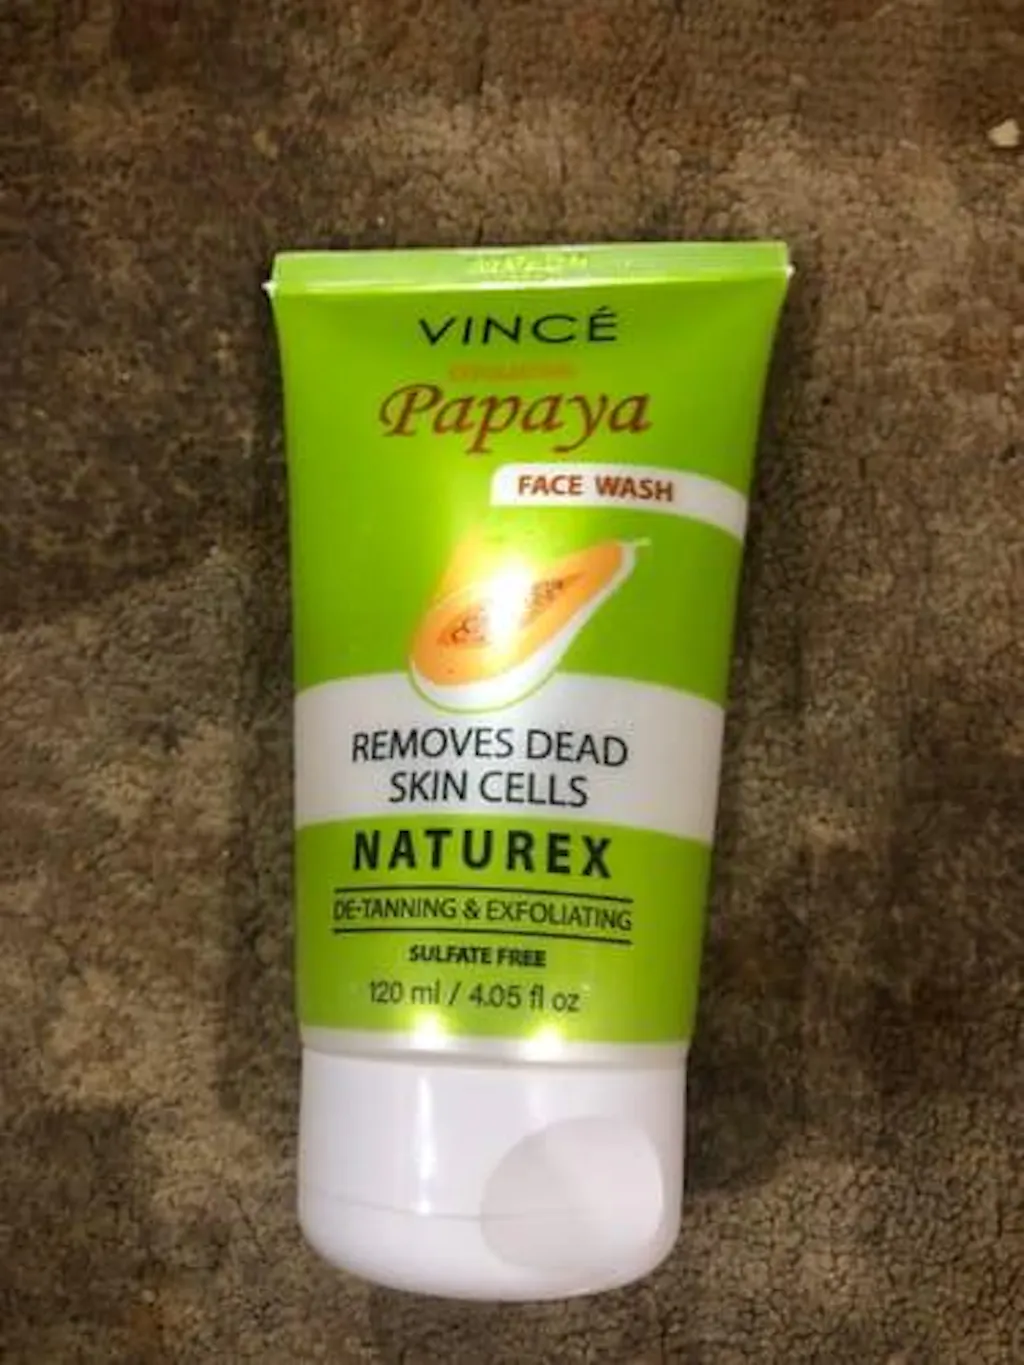 VINCÉ
Papaya
FACE WASH
REMOVES DEAD
SKIN CELLS
NATUREX
DE-TANNING & EXFOLIATING
SULFATE FREE
120 ml / 4.05 fl oz